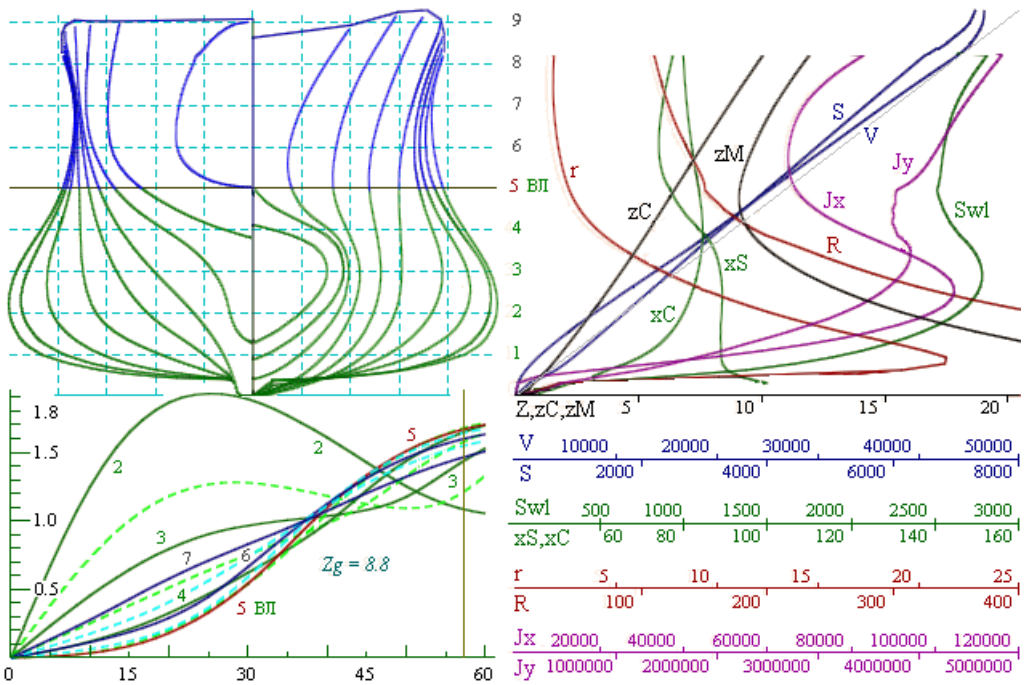 9
8
7
6
5 ВЛ
4
3
2
1
S
V
zM
r
Jy
zC
Jx
Swl
R
xS
xC
Z,zC,zM 5 10 15 20
V 10000 20000 30000 40000 50000
S 2000 4000 6000 8000
Swl 500 1000 1500 2000 2500 3000
xS,xC 60 80 100 120 140 160
r 5 10 15 20 25
R 100 200 300 400
Jx 20000 40000 60000 80000 100000 120000
Jy 1000000 2000000 3000000 4000000 5000000
1.8
1.5
1.0
0.5
2
2
5
3
3
7
6
4
5 ВЛ
Zg = 8.8
0 15 30 45 60